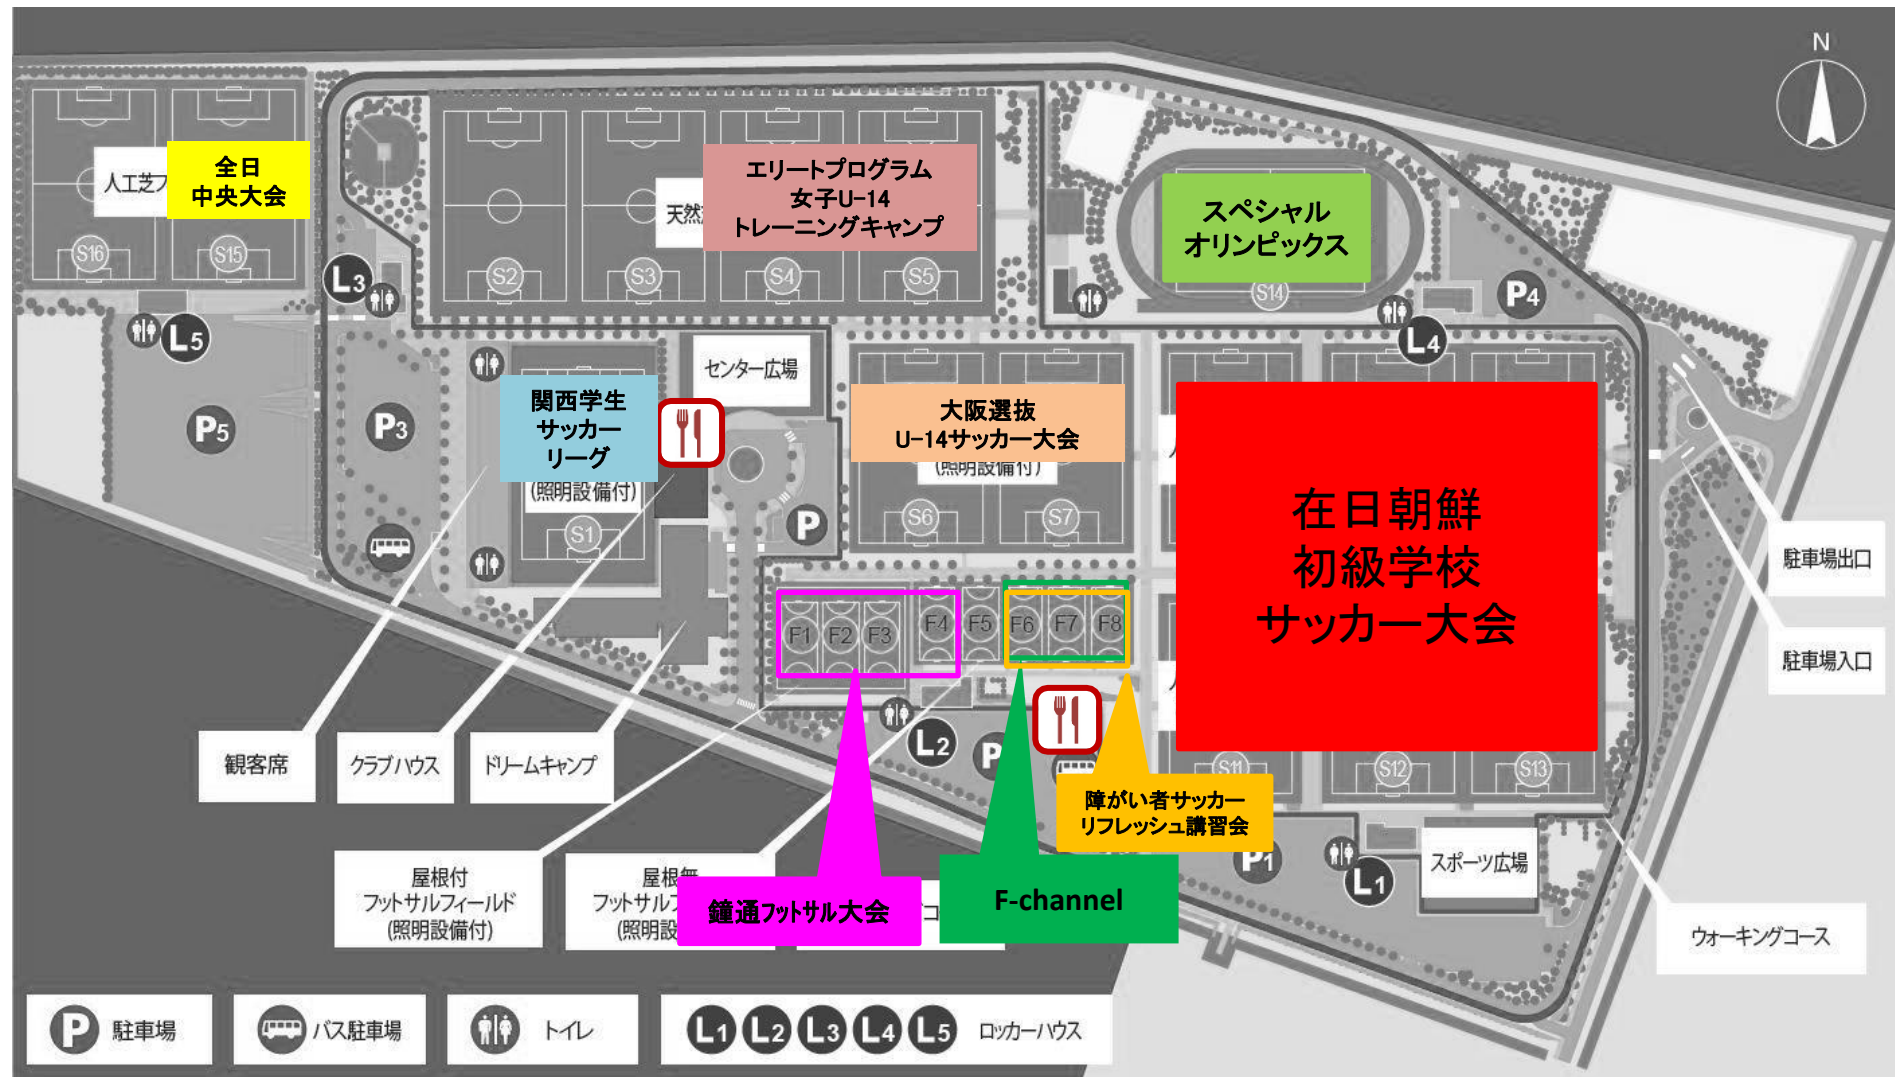 N
人工芝フ
全日
中央大会
エリートプログラム
女子U-14
トレーニングキャンプ
天然
スペシャル
オリンピックス
S16
S15
S2
S3
S4
S5
S14
L3
L5
P4
L4
P5
P3
センター広場
関西学生
サッカー
リーグ
(照明設備付)
S1
P
大阪選抜
U-14サッカー大会
(照明設備付)
S6
S7
在日朝鮮
初級学校
サッカー大会
駐車場出口
駐車場入口
F1
F2
F3
F4
F5
F6
F7
F8
L2
P
S11
S12
S13
観客席
クラブハウス
ドリームキャンプ
障がい者サッカー
リフレッシュ講習会
P1
L1
スポーツ広場
屋根付
フットサルフィールド
(照明設備付)
屋根無
フットサルフ
(照明設
鐘通フットサル大会
コ
F-channel
ウォーキングコース
P 駐車場
バス駐車場
トイレ
L1 L2 L3 L4 L5 ロッカーハウス